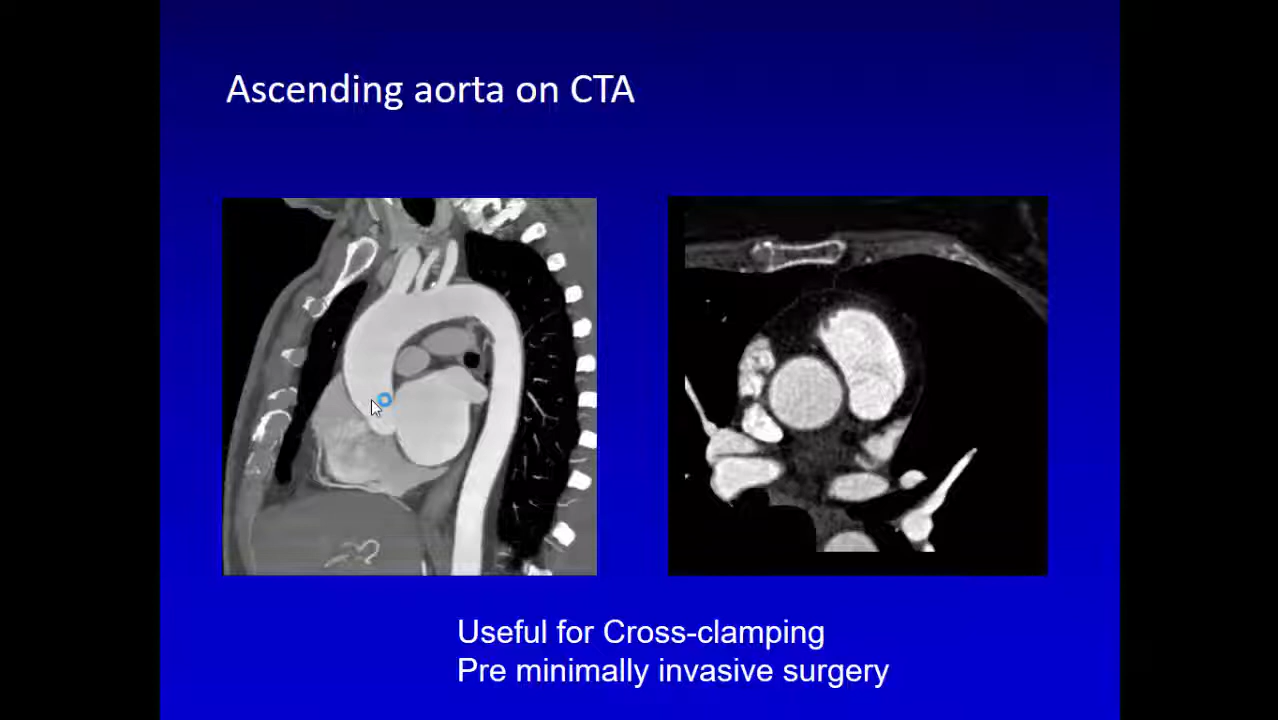 Ascending aorta on CTA
Useful for Cross-clamping
Pre minimally invasive surgery